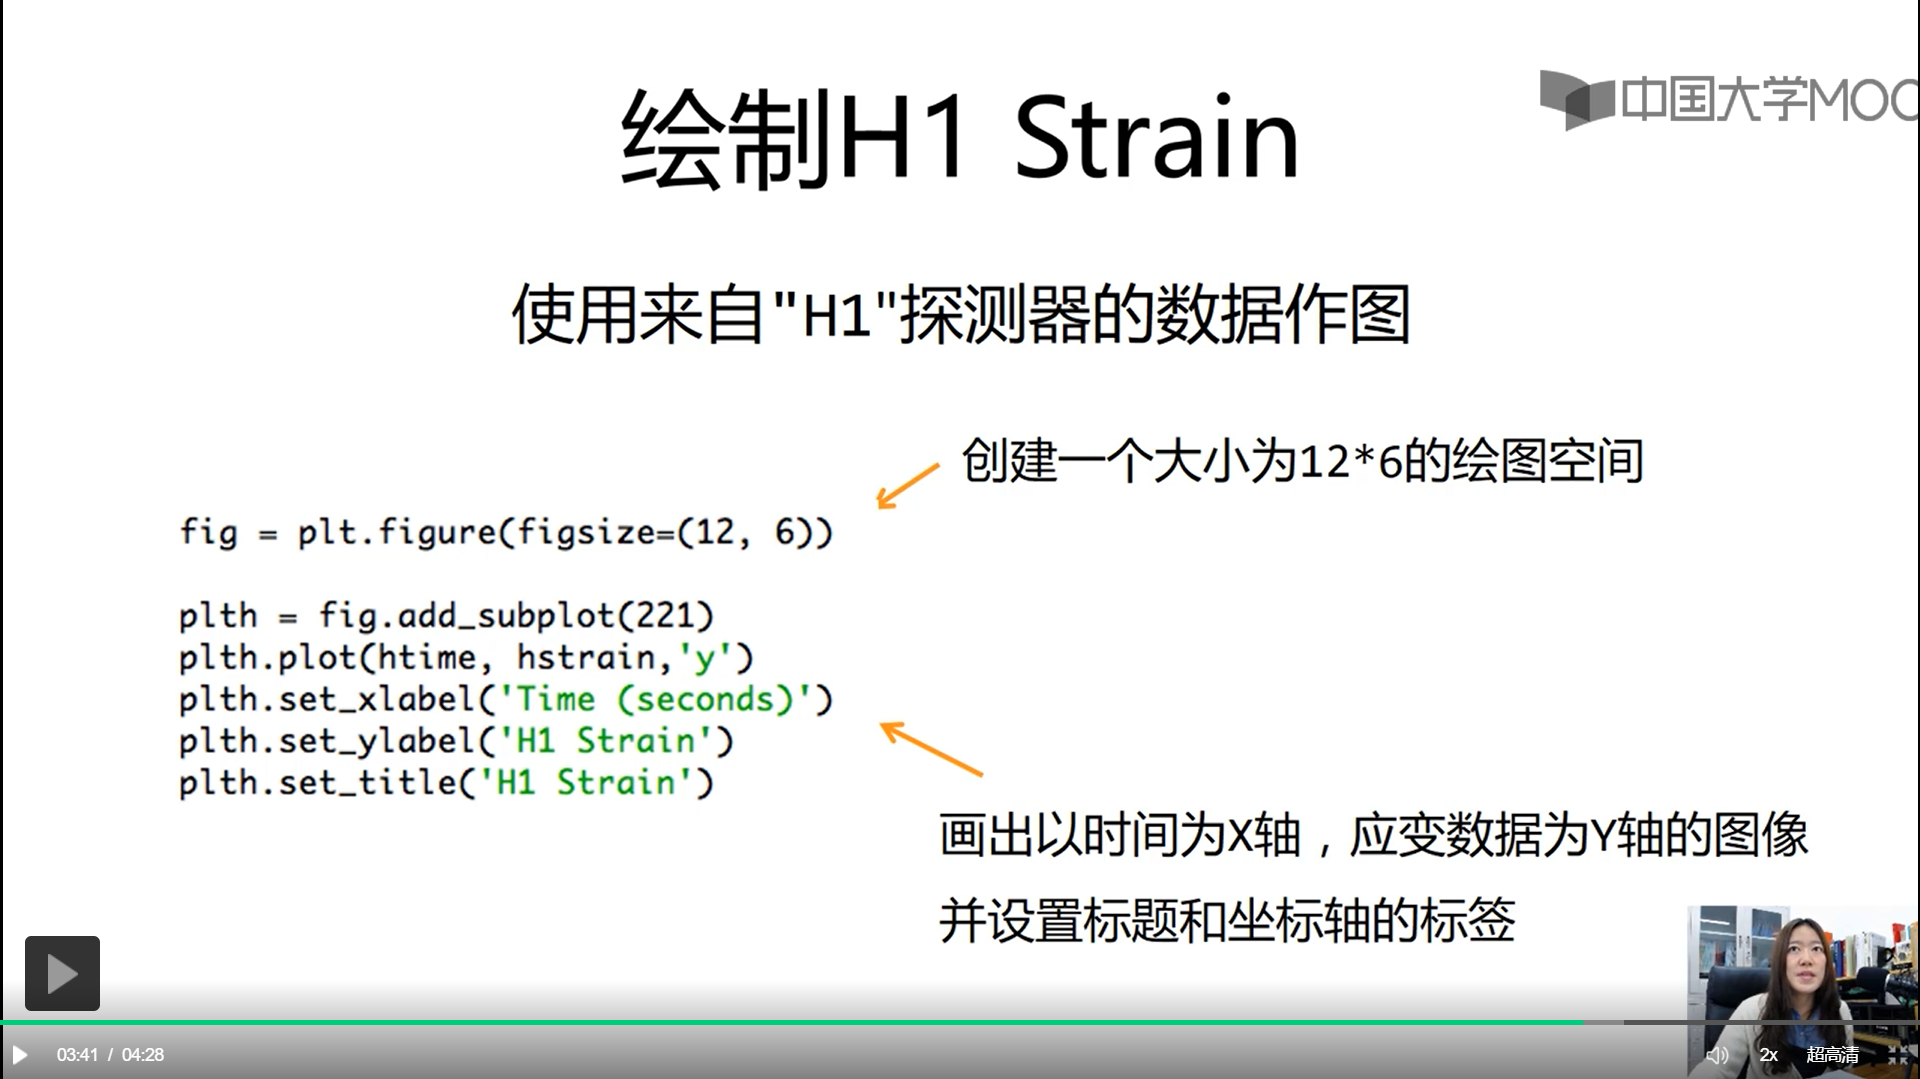 中国大学MOO
绘制H1 Strain
使用来自"H1"探测器的数据作图
创建一个大小为12*6的绘图空间
fig = plt.figure(figsize=(12, 6))
plth = fig.add_subplot(221)
plth.plot(htime, hstrain,'y')
plth.set_xlabel('Time (seconds)')
plth.set_ylabel('H1 Strain')
plth.set_title('H1 Strain')
画出以时间为X轴，应变数据为Y轴的图像
并设置标题和坐标轴的标签
03:41 / 04:28
2x
超高清